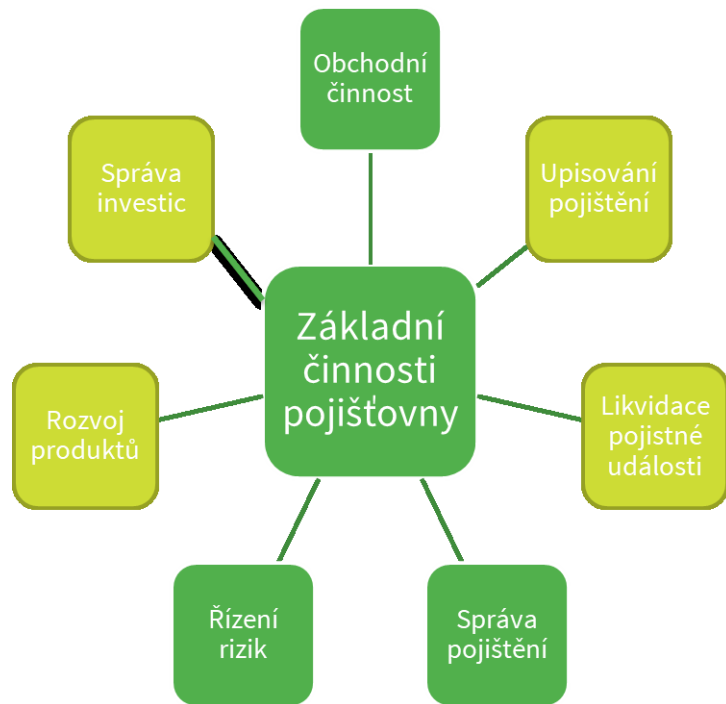 Obchodní
činnost
Správa
investic
Upisování
pojištění
Základní
činnosti
pojišťovny
Rozvoj
produktů
Likvidace
pojistné
události
Řízení
rizik
Správa
pojištění